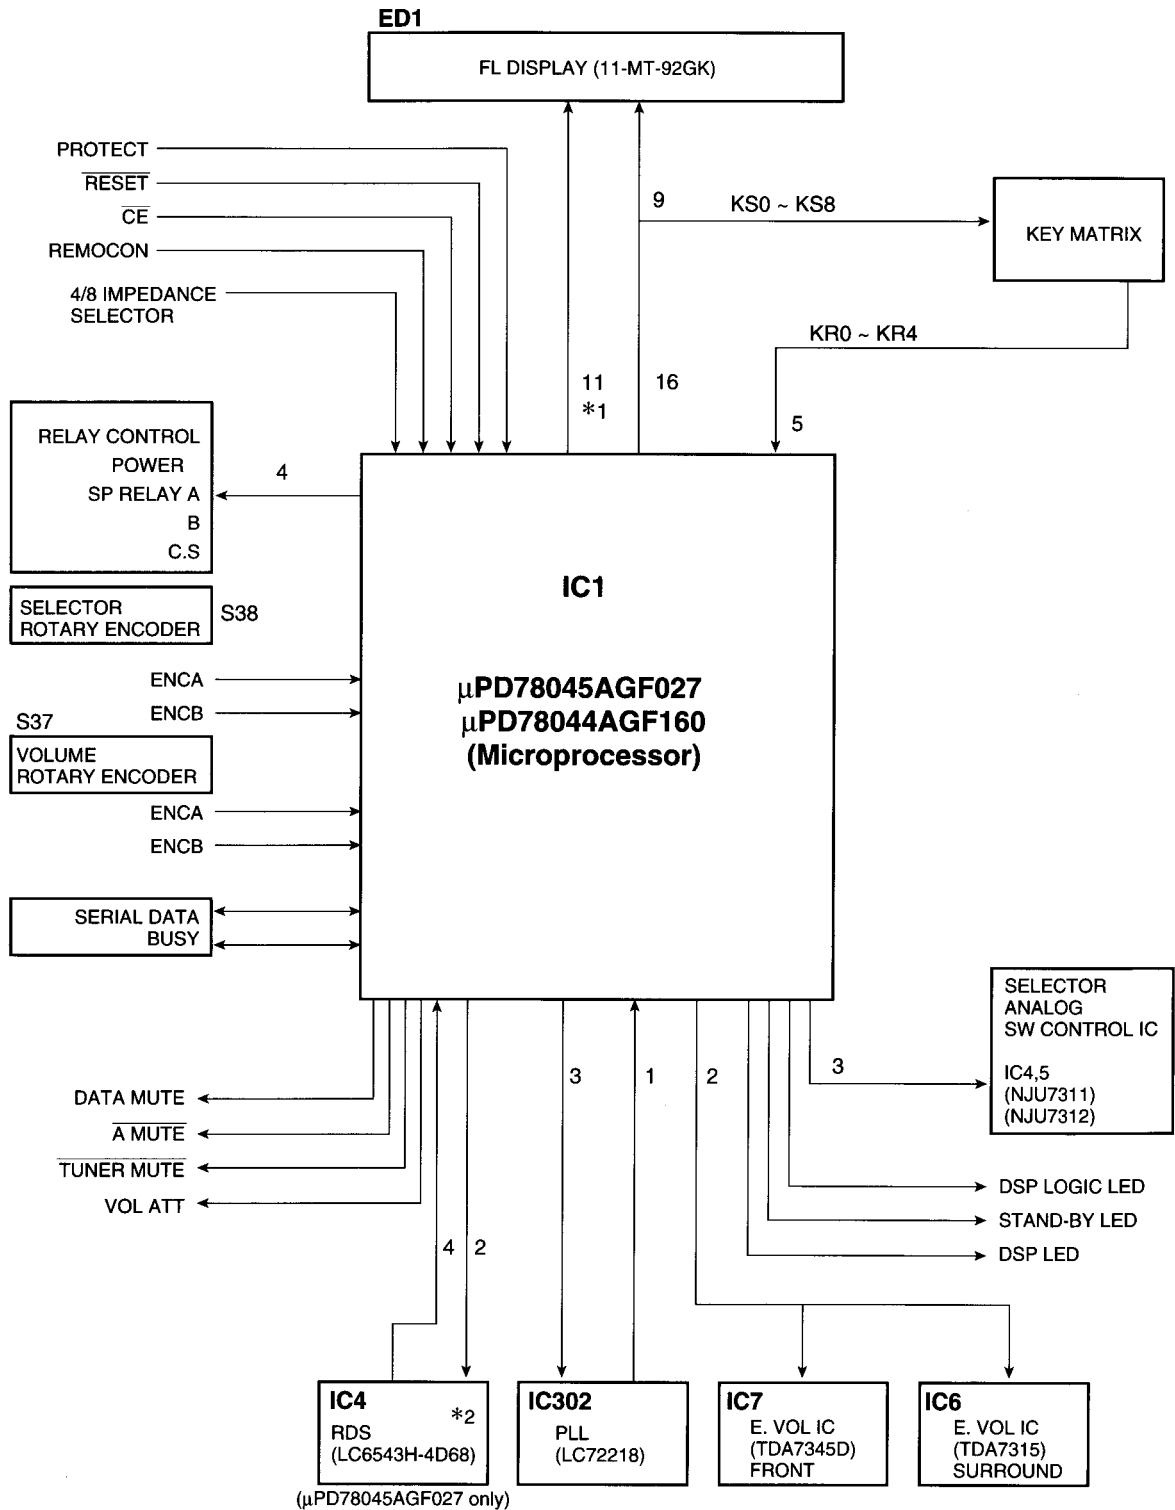 ED1
FL DISPLAY (11-MT-92GK)
PROTECT
RESET
CE
REMOCON
4/8 IMPEDANCE
SELECTOR
9
KS0 ~ KS8
KEY MATRIX
KR0 ~ KR4
11
*1
16
5
RELAY CONTROL
POWER
SP RELAY A
B
C.S
4
IC1
μPD78045AGF027
μPD78044AGF160
(Microprocessor)
SELECTOR
ROTARY ENCODER
S38
ENCA
ENCB
S37
VOLUME
ROTARY ENCODER
ENCA
ENCB
SERIAL DATA
BUSY
SELECTOR
ANALOG
SW CONTROL IC
IC4,5
(NJU7311)
(NJU7312)
3
1
2
3
DATA MUTE
A MUTE
TUNER MUTE
VOL ATT
4
2
DSP LOGIC LED
STAND-BY LED
DSP LED
IC4
*2
RDS
(LC6543H-4D68)
(μPD78045AGF027 only)
IC302
PLL
(LC72218)
IC7
E. VOL IC
(TDA7345D)
FRONT
IC6
E. VOL IC
(TDA7315)
SURROUND